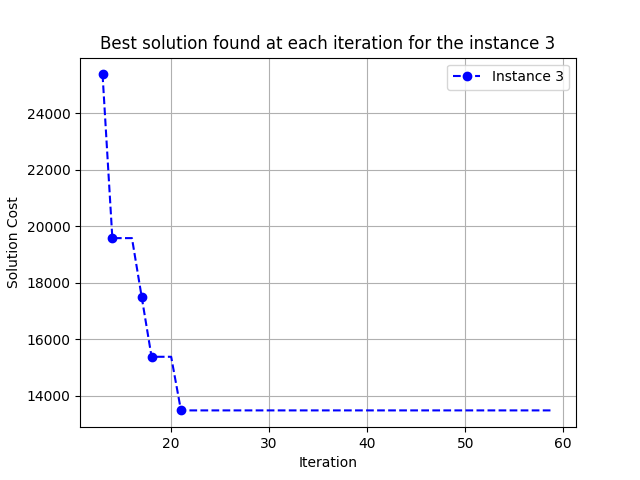 Best solution found at each iteration for the instance 3
Instance 3
24000
22000
20000
18000
16000
14000
Solution Cost
20 30 40 50 60
Iteration